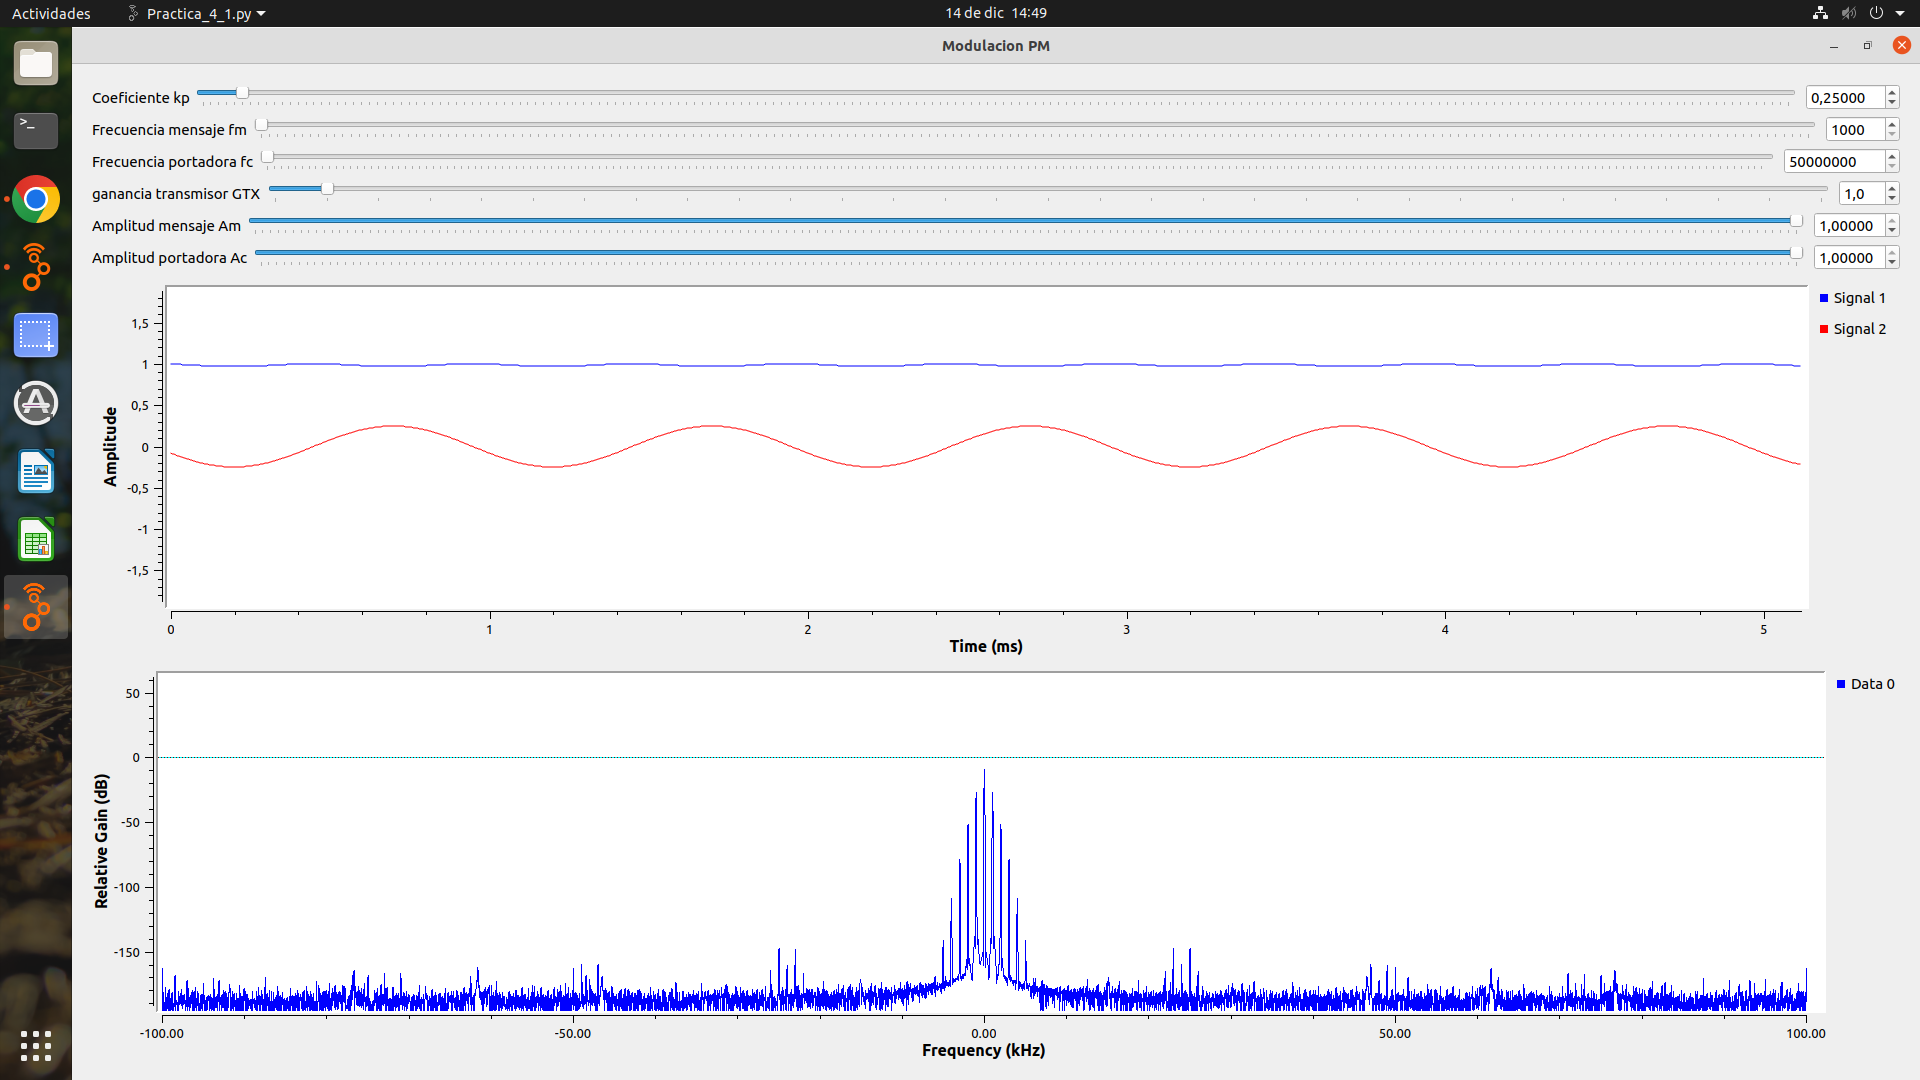 Actividades Practica_4_1.py 14 de dic 14:49
Modulacion PM
Coeficiente kp 0,25000
Frecuencia mensaje fm 1000
Frecuencia portadora fc 50000000
ganancia transmisor GTX 1,0
Amplitud mensaje Am 1,00000
Amplitud portadora Ac 1,00000
Signal 1
Signal 2
Amplitude
1,5
1
0,5
0
-0,5
-1
-1,5
0 1 2 3 4 5
Time (ms)
Data 0
Relative Gain (dB)
50
0
-50
-100
-150
-100.00 -50.00 0.00 50.00 100.00
Frequency (kHz)